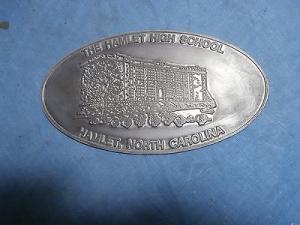 THE HAMLET HIGH SCHOOL
HAMLET, NORTH CAROLINA